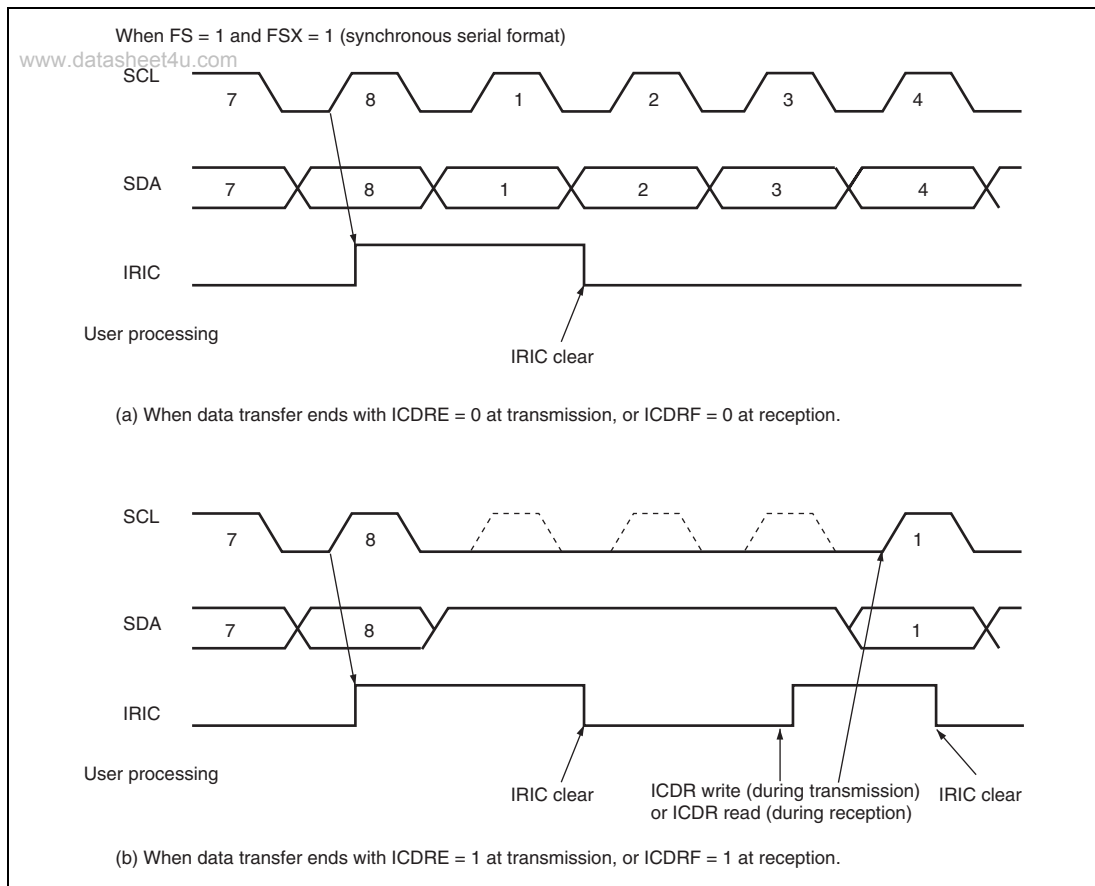 When FS = 1 and FSX = 1 (synchronous serial format)
www.datasheet4u.com
SCL
7 8 1 2 3 4
SDA
7 8 1 2 3 4
IRIC
User processing
IRIC clear
(a) When data transfer ends with ICDRE = 0 at transmission, or ICDRF = 0 at reception.
SCL
7 8 1
SDA
7 8 1
IRIC
User processing
IRIC clear
ICDR write (during transmission)
or ICDR read (during reception)
IRIC clear
(b) When data transfer ends with ICDRE = 1 at transmission, or ICDRF = 1 at reception.